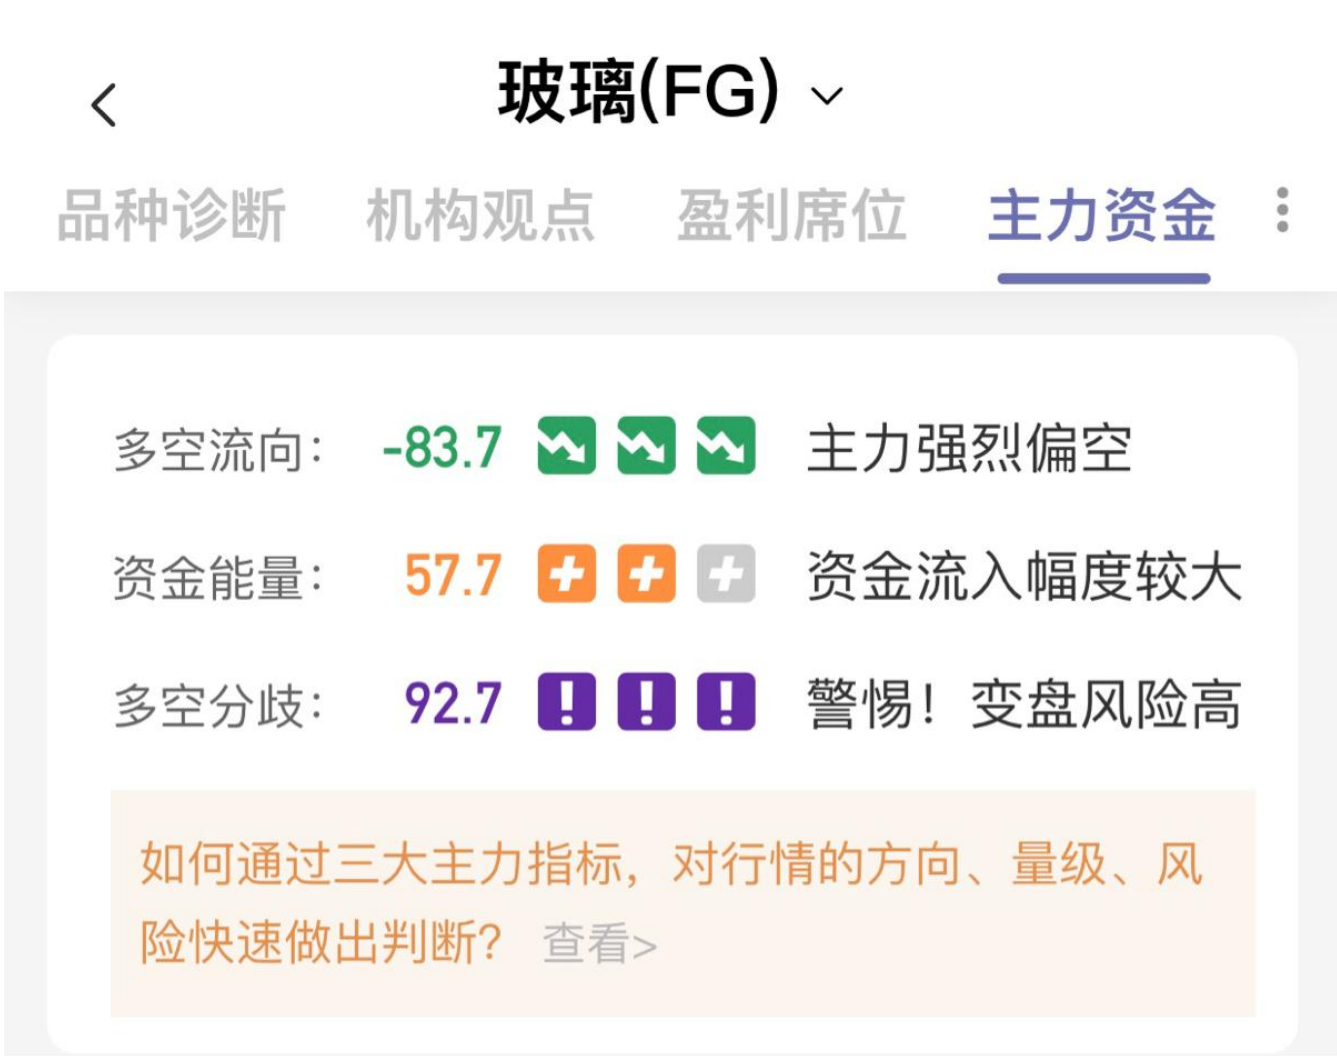 玻璃(FG)
品种诊断 机构观点 盈利席位 主力资金
多空流向： -83.7 主力强烈偏空
资金能量： 57.7 资金流入幅度较大
多空分歧： 92.7 警惕！变盘风险高
如何通过三大主力指标，对行情的方向、量级、风
险快速做出判断？ 查看>